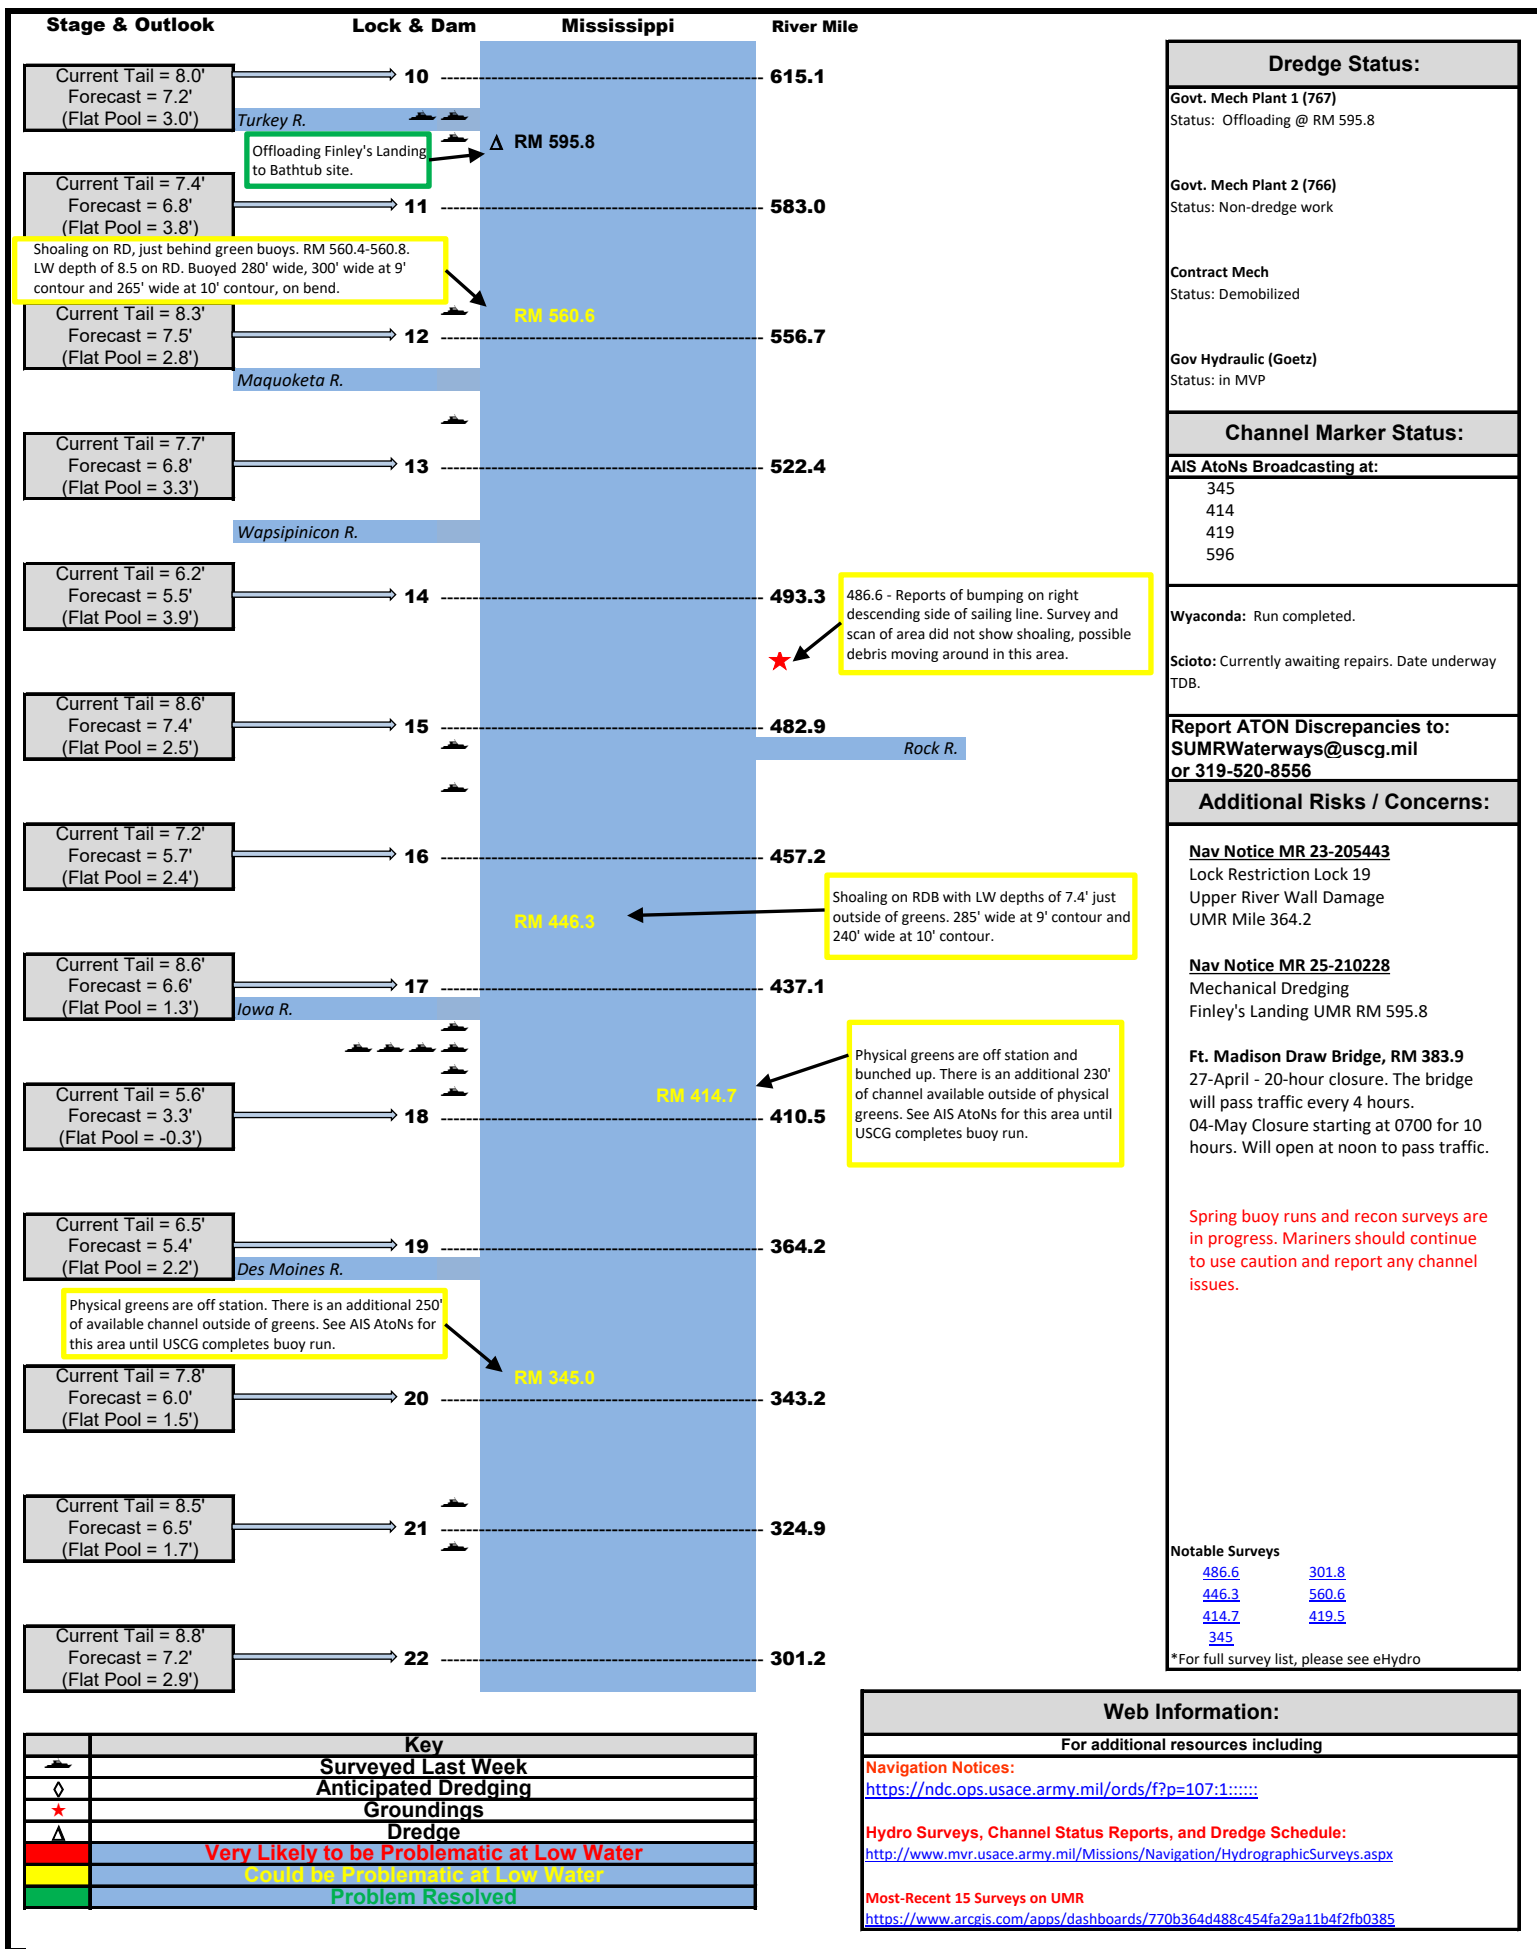 Stage & Outlook
Lock & Dam
Mississippi
River Mile
Current Tail = 8.0'
Forecast = 7.2'
(Flat Pool = 3.0')
10
615.1
Turkey R.
Offloading Finley's Landing
to Bathtub site.
Δ RM 595.8
Current Tail = 7.4'
Forecast = 6.8'
(Flat Pool = 3.8')
11
583.0
Shoaling on RD, just behind green buoys. RM 560.4-560.8.
LW depth of 8.5 on RD. Buoyed 280' wide, 300' wide at 9'
contour and 265' wide at 10' contour, on bend.
RM 560.6
Current Tail = 8.3'
Forecast = 7.5'
(Flat Pool = 2.8')
12
556.7
Maquoketa R.
Current Tail = 7.7'
Forecast = 6.8'
(Flat Pool = 3.3')
13
522.4
Wapsipinicon R.
Current Tail = 6.2'
Forecast = 5.5'
(Flat Pool = 3.9')
14
493.3
486.6 - Reports of bumping on right
descending side of sailing line. Survey and
scan of area did not show shoaling, possible
debris moving around in this area.
Current Tail = 8.6'
Forecast = 7.4'
(Flat Pool = 2.5')
15
482.9
Rock R.
Current Tail = 7.2'
Forecast = 5.7'
(Flat Pool = 2.4')
16
457.2
Shoaling on RDB with LW depths of 7.4' just
outside of greens. 285' wide at 9' contour and
240' wide at 10' contour.
RM 446.3
Current Tail = 8.6'
Forecast = 6.6'
(Flat Pool = 1.3')
17
437.1
Iowa R.
Physical greens are off station and
bunched up. There is an additional 230'
of channel available outside of physical
greens. See AIS AtoNs for this area until
USCG completes buoy run.
RM 414.7
Current Tail = 5.6'
Forecast = 3.3'
(Flat Pool = -0.3')
18
410.5
Current Tail = 6.5'
Forecast = 5.4'
(Flat Pool = 2.2')
19
364.2
Des Moines R.
Physical greens are off station. There is an additional 250'
of available channel outside of greens. See AIS AtoNs for
this area until USCG completes buoy run.
RM 345.0
Current Tail = 7.8'
Forecast = 6.0'
(Flat Pool = 1.5')
20
343.2
Current Tail = 8.5'
Forecast = 6.5'
(Flat Pool = 1.7')
21
324.9
Current Tail = 8.8'
Forecast = 7.2'
(Flat Pool = 2.9')
22
301.2
Dredge Status:
Govt. Mech Plant 1 (767)
Status: Offloading @ RM 595.8
Govt. Mech Plant 2 (766)
Status: Non-dredge work
Contract Mech
Status: Demobilized
Gov Hydraulic (Goetz)
Status: in MVP
Channel Marker Status:
AIS AtoNs Broadcasting at:
345
414
419
596
Wyaconda: Run completed.
Scioto: Currently awaiting repairs. Date underway
TDB.
Report ATON Discrepancies to:
SUMRWaterways@uscg.mil
or 319-520-8556
Additional Risks / Concerns:
Nav Notice MR 23-205443
Lock Restriction Lock 19
Upper River Wall Damage
UMR Mile 364.2
Nav Notice MR 25-210228
Mechanical Dredging
Finley's Landing UMR RM 595.8
Ft. Madison Draw Bridge, RM 383.9
27-April - 20-hour closure. The bridge
will pass traffic every 4 hours.
04-May Closure starting at 0700 for 10
hours. Will open at noon to pass traffic.
Spring buoy runs and recon surveys are
in progress. Mariners should continue
to use caution and report any channel
issues.
Notable Surveys
486.6 301.8
446.3 560.6
414.7 419.5
345
*For full survey list, please see eHydro
Key
Surveyed Last Week
◊ Anticipated Dredging
★ Groundings
Δ Dredge
Very Likely to be Problematic at Low Water
Could be Problematic at Low Water
Problem Resolved
Web Information:
For additional resources including
Navigation Notices:
https://ndc.ops.usace.army.mil/ords/f?p=107:1::::::
Hydro Surveys, Channel Status Reports, and Dredge Schedule:
http://www.mvr.usace.army.mil/Missions/Navigation/HydrographicSurveys.aspx
Most-Recent 15 Surveys on UMR
https://www.arcgis.com/apps/dashboards/770b364d488c454fa29a11b4f2fb0385